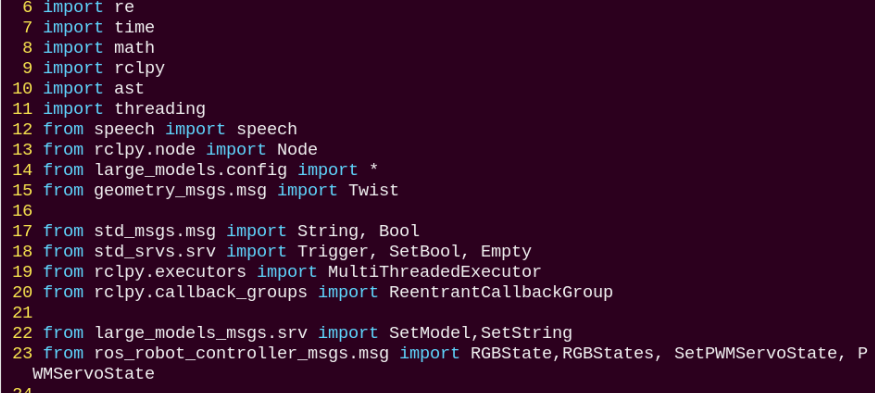 6 import re
7 import time
8 import math
9 import rclpy
10 import ast
11 import threading
12 from speech import speech
13 from rclpy.node import Node
14 from large_models.config import *
15 from geometry_msgs.msg import Twist
16
17 from std_msgs.msg import String, Bool
18 from std_srvs.srv import Trigger, SetBool, Empty
19 from rclpy.executors import MultiThreadedExecutor
20 from rclpy.callback_groups import ReentrantCallbackGroup
21
22 from large_models_msgs.srv import SetModel,SetString
23 from ros_robot_controller_msgs.msg import RGBState,RGBStates, SetPWMServoState, P
WMServoState
24